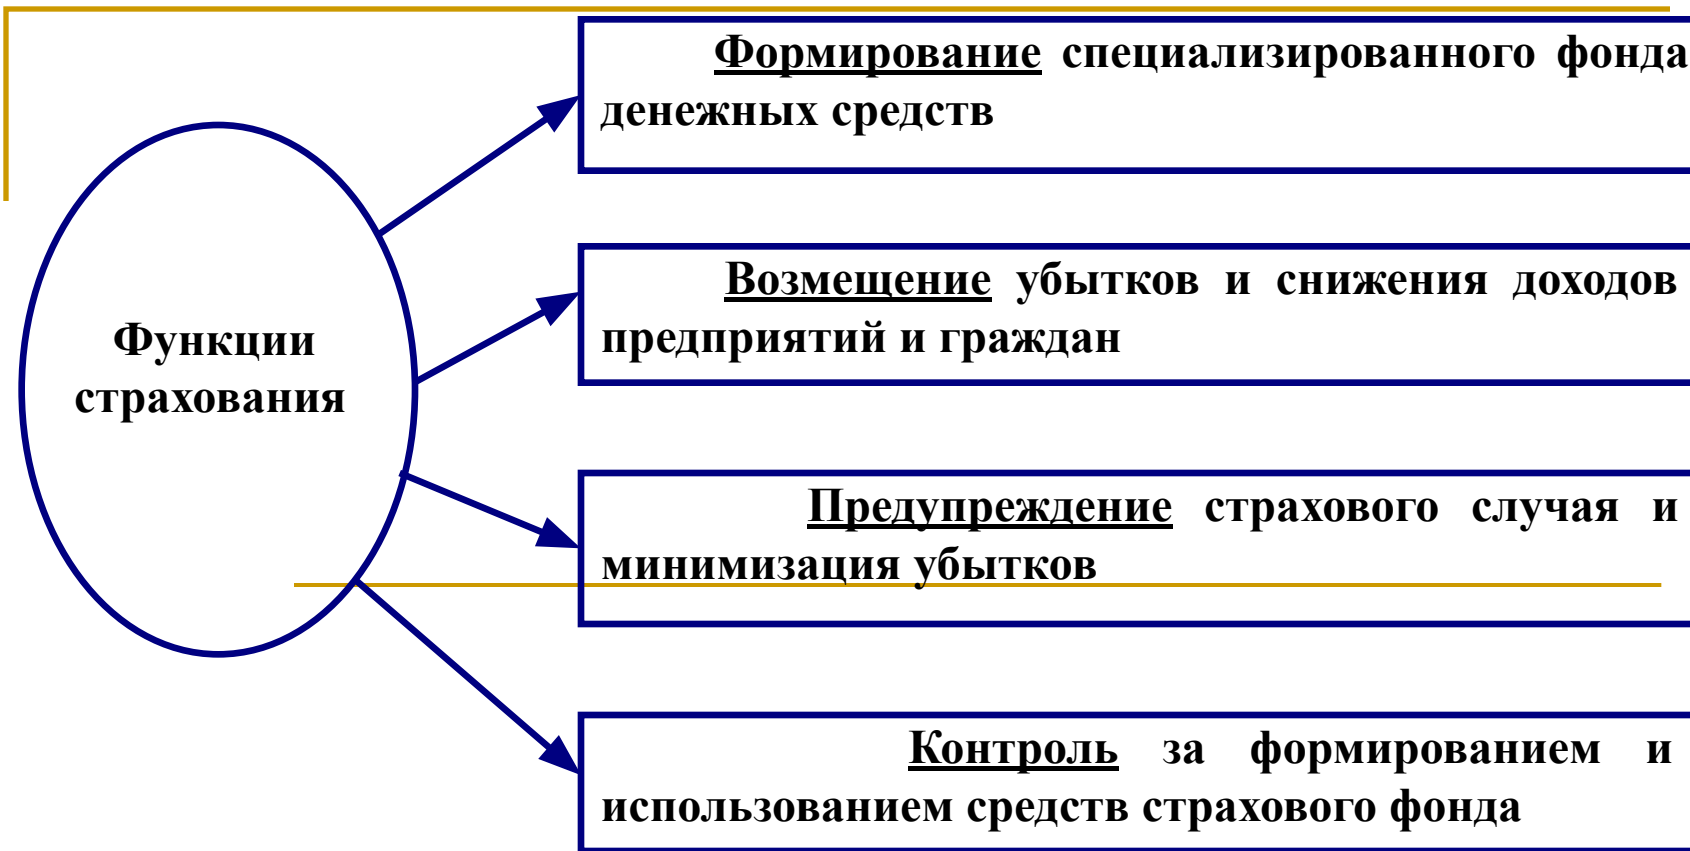 Формирование специализированного фонда
денежных средств
Возмещение убытков и снижения доходов
предприятий и граждан
Функции
страхования
Предупреждение страхового случая и
минимизация убытков
Контроль за формированием и
использованием средств страхового фонда